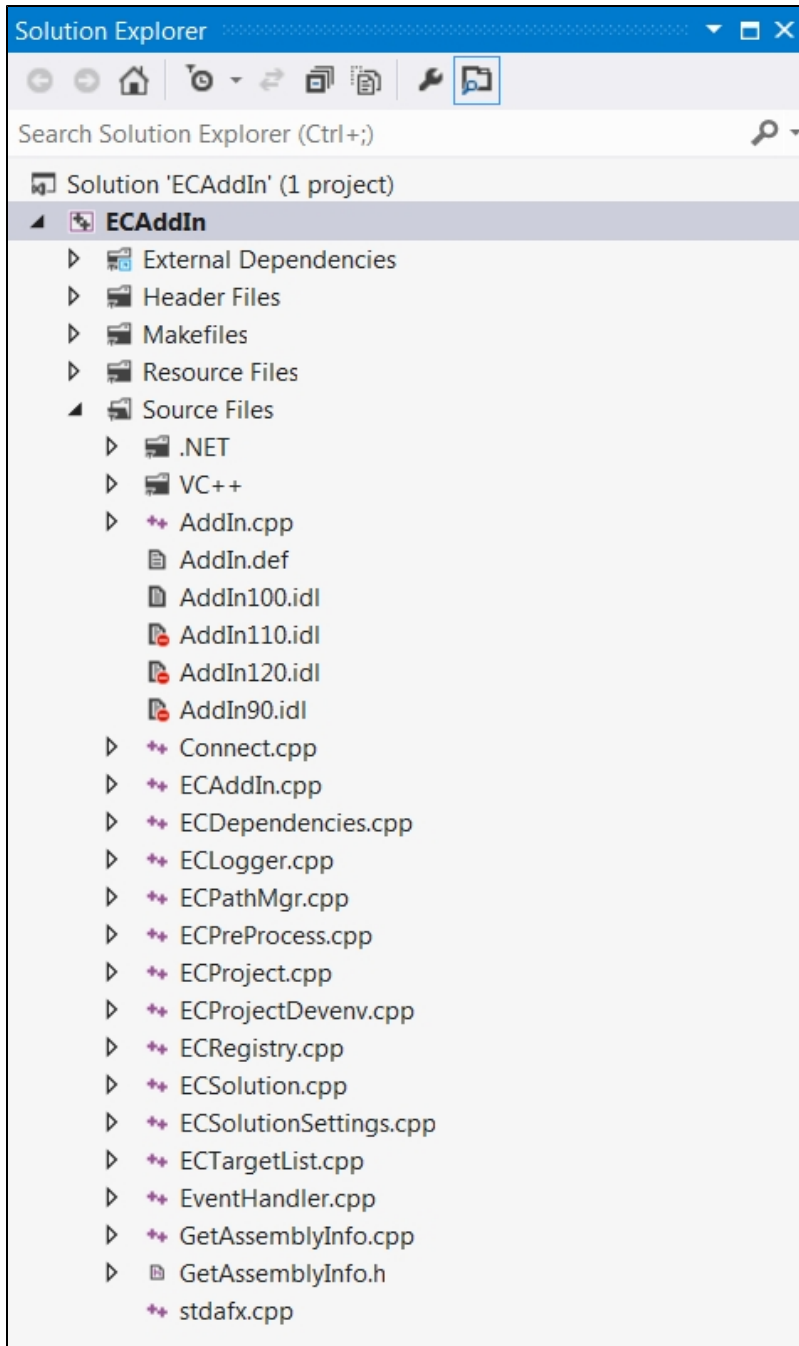 Solution Explorer
Search Solution Explorer (Ctrl+;)
Solution 'ECAddIn' (1 project)
ECAddIn
External Dependencies
Header Files
Makefiles
Resource Files
Source Files
.NET
VC++
AddIn.cpp
AddIn.def
AddIn100.idl
AddIn110.idl
AddIn120.idl
AddIn90.idl
Connect.cpp
ECAddIn.cpp
ECDependencies.cpp
ECLogger.cpp
ECPathMgr.cpp
ECPreProcess.cpp
ECProject.cpp
ECProjectDevenv.cpp
ECRegistry.cpp
ECSolution.cpp
ECSolutionSettings.cpp
ECTargetList.cpp
EventHandler.cpp
GetAssemblyInfo.cpp
GetAssemblyInfo.h
stdafx.cpp